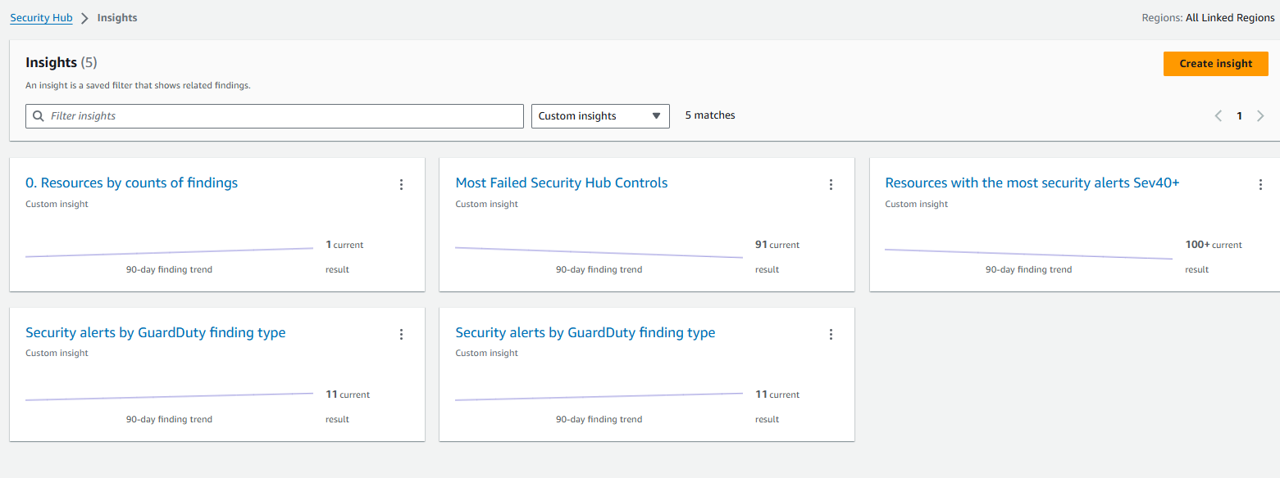 Security Hub > Insights
Regions: All Linked Regions
Insights (5)
Create insight
An insight is a saved filter that shows related findings.
Filter insights
Custom insights
5 matches
1
0. Resources by counts of findings
Custom insight
1 current
90-day finding trend
result
Most Failed Security Hub Controls
Custom insight
91 current
90-day finding trend
result
Resources with the most security alerts Sev40+
Custom insight
100+ current
90-day finding trend
result
Security alerts by GuardDuty finding type
Custom insight
11 current
90-day finding trend
result
Security alerts by GuardDuty finding type
Custom insight
11 current
90-day finding trend
result